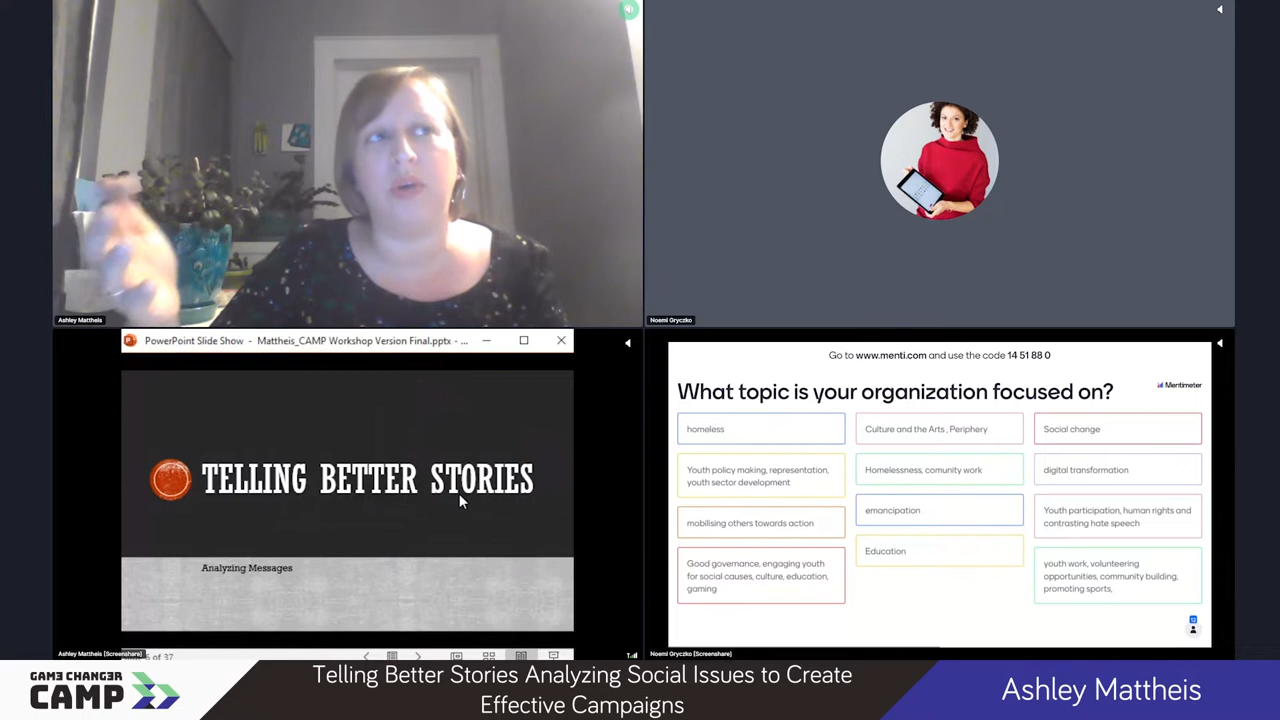 Ashley Mattheis
Noemi Gryczko
PowerPoint Slide Show - Mattheis_CAMP Workshop Version Final.pptx - ...
TELLING BETTER STORIES
Analyzing Messages
Ashley Mattheis [Screenshare]
of 37
Go to www.menti.com and use the code 14 51 88 0
What topic is your organization focused on?
Mentimeter
homeless
Culture and the Arts , Periphery
Social change
Youth policy making, representation,
youth sector development
Homelessness, comunity work
digital transformation
mobilising others towards action
emancipation
Youth participation, human rights and
contrasting hate speech
Good governance, engaging youth
for social causes, culture, education,
gaming
Education
youth work, volunteering
opportunities, community building,
promoting sports,
Noemi Gryczko [Screenshare]
GAME CHANGER
CAMP
Telling Better Stories Analyzing Social Issues to Create
Effective Campaigns
Ashley Mattheis